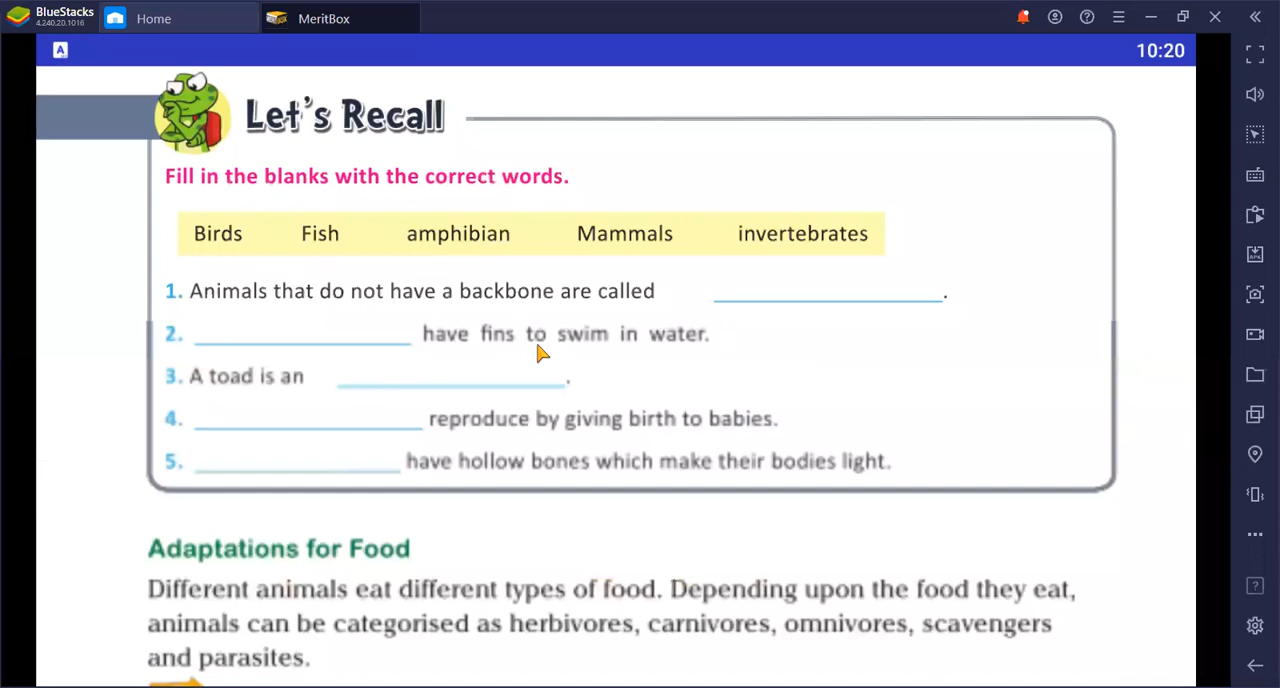 BlueStacks
4.240.20.1016
Home
MeritBox
A
10:20
Let's Recall
Fill in the blanks with the correct words.
Birds Fish amphibian Mammals invertebrates
1. Animals that do not have a backbone are called ____________.
2. ____________ have fins to swim in water.
3. A toad is an ____________.
4. ____________ reproduce by giving birth to babies.
5. ____________ have hollow bones which make their bodies light.
Adaptations for Food
Different animals eat different types of food. Depending upon the food they eat,
animals can be categorised as herbivores, carnivores, omnivores, scavengers
and parasites.